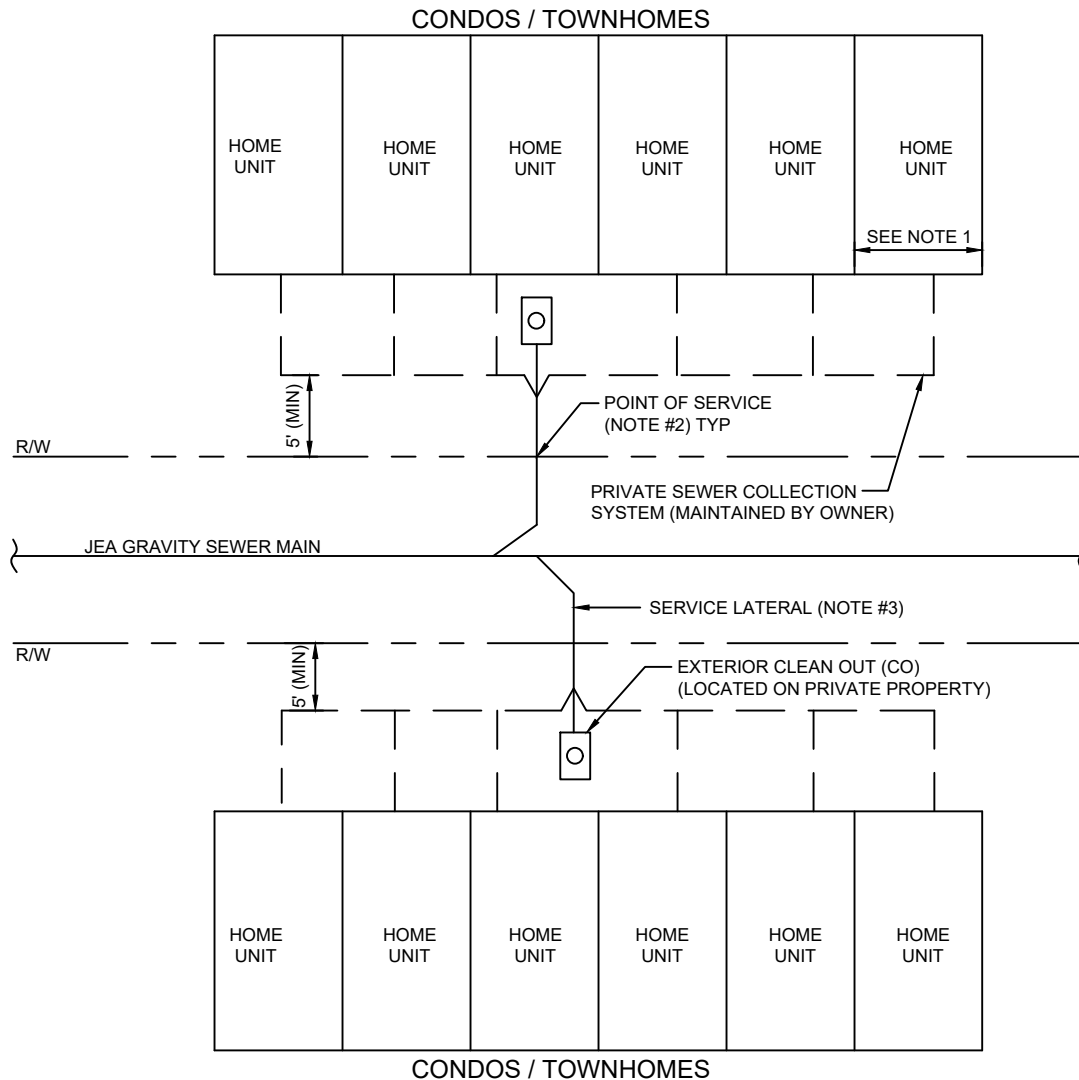 CONDOS / TOWNHOMES
HOME
UNIT
HOME
UNIT
HOME
UNIT
HOME
UNIT
HOME
UNIT
HOME
UNIT
SEE NOTE 1
5' (MIN)
POINT OF SERVICE
(NOTE #2) TYP
R/W
PRIVATE SEWER COLLECTION
SYSTEM (MAINTAINED BY OWNER)
JEA GRAVITY SEWER MAIN
SERVICE LATERAL (NOTE #3)
R/W
5' (MIN)
EXTERIOR CLEAN OUT (CO)
(LOCATED ON PRIVATE PROPERTY)
HOME
UNIT
HOME
UNIT
HOME
UNIT
HOME
UNIT
HOME
UNIT
HOME
UNIT
CONDOS / TOWNHOMES